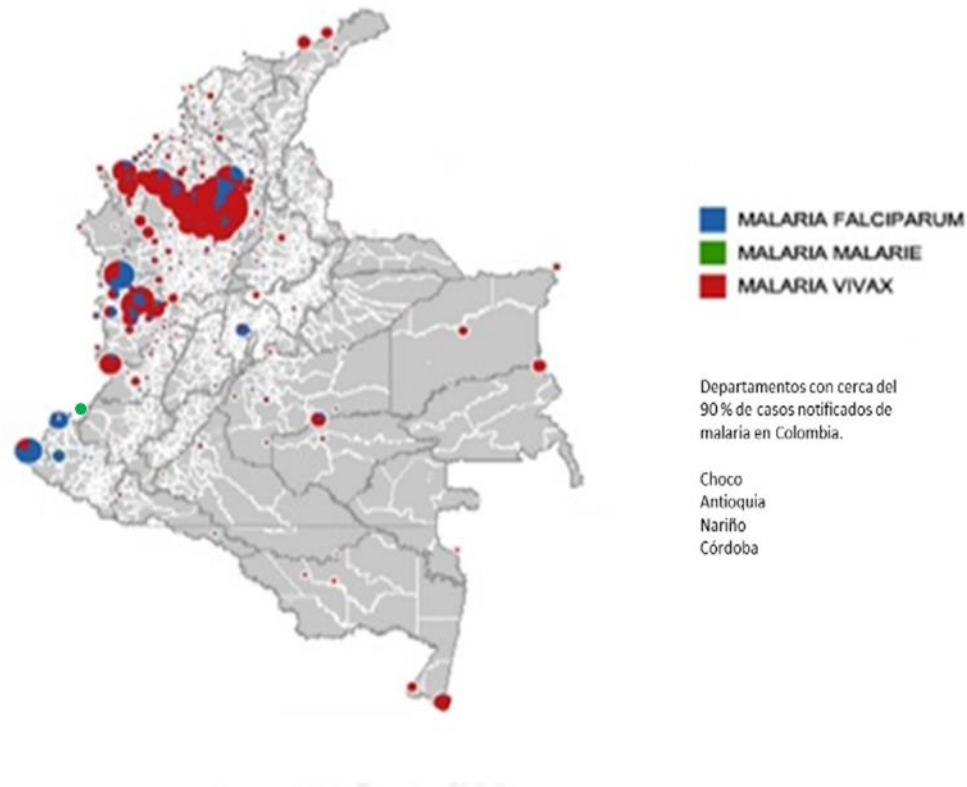 MALARIA FALCIPARUM
MALARIA MALARIE
MALARIA VIVAX
Departamentos con cerca del
90 % de casos notificados de
malaria en Colombia.
Choco
Antioquia
Nariño
Córdoba